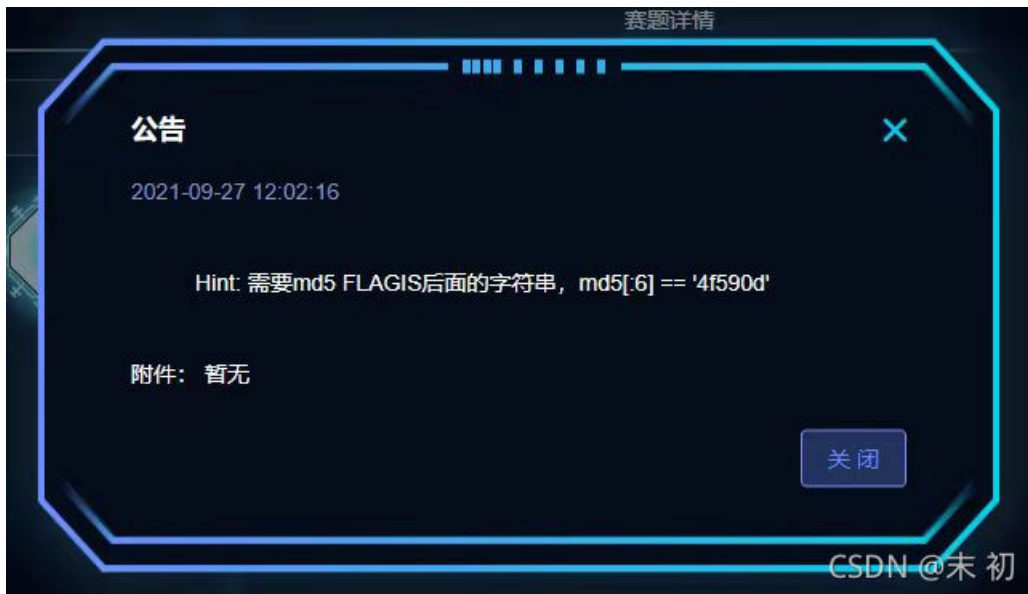 赛题详情
公告
2021-09-27 12:02:16
Hint: 需要md5 FLAGIS后面的字符串，md5[:6] == '4f590d'
附件： 暂无
关 闭
CSDN @末 初